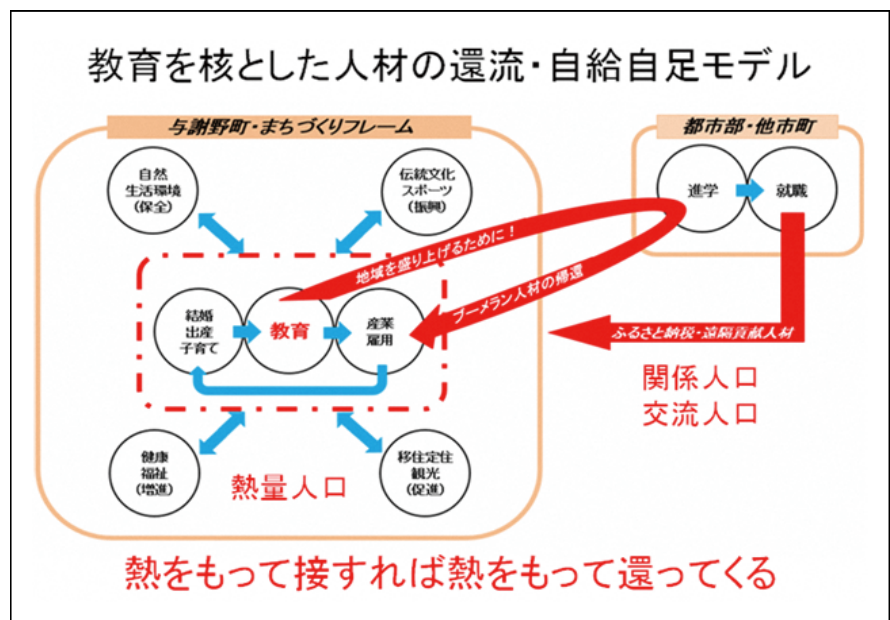 教育を核とした人材の還流・自給自足モデル
与謝野町・まちづくりフレーム
都市部・他市町
自然
生活環境
(保全)
伝統文化
スポーツ
(振興)
進学
就職
地域を盛り上げるために！
ブーメラン人材の帰還
結婚
出産
子育て
教育
産業
雇用
ふるさと納税・遠隔貢献人材
関係人口
交流人口
健康
福祉
(増進)
熱量人口
移住定住
観光
(促進)
熱をもって接すれば熱をもって還ってくる